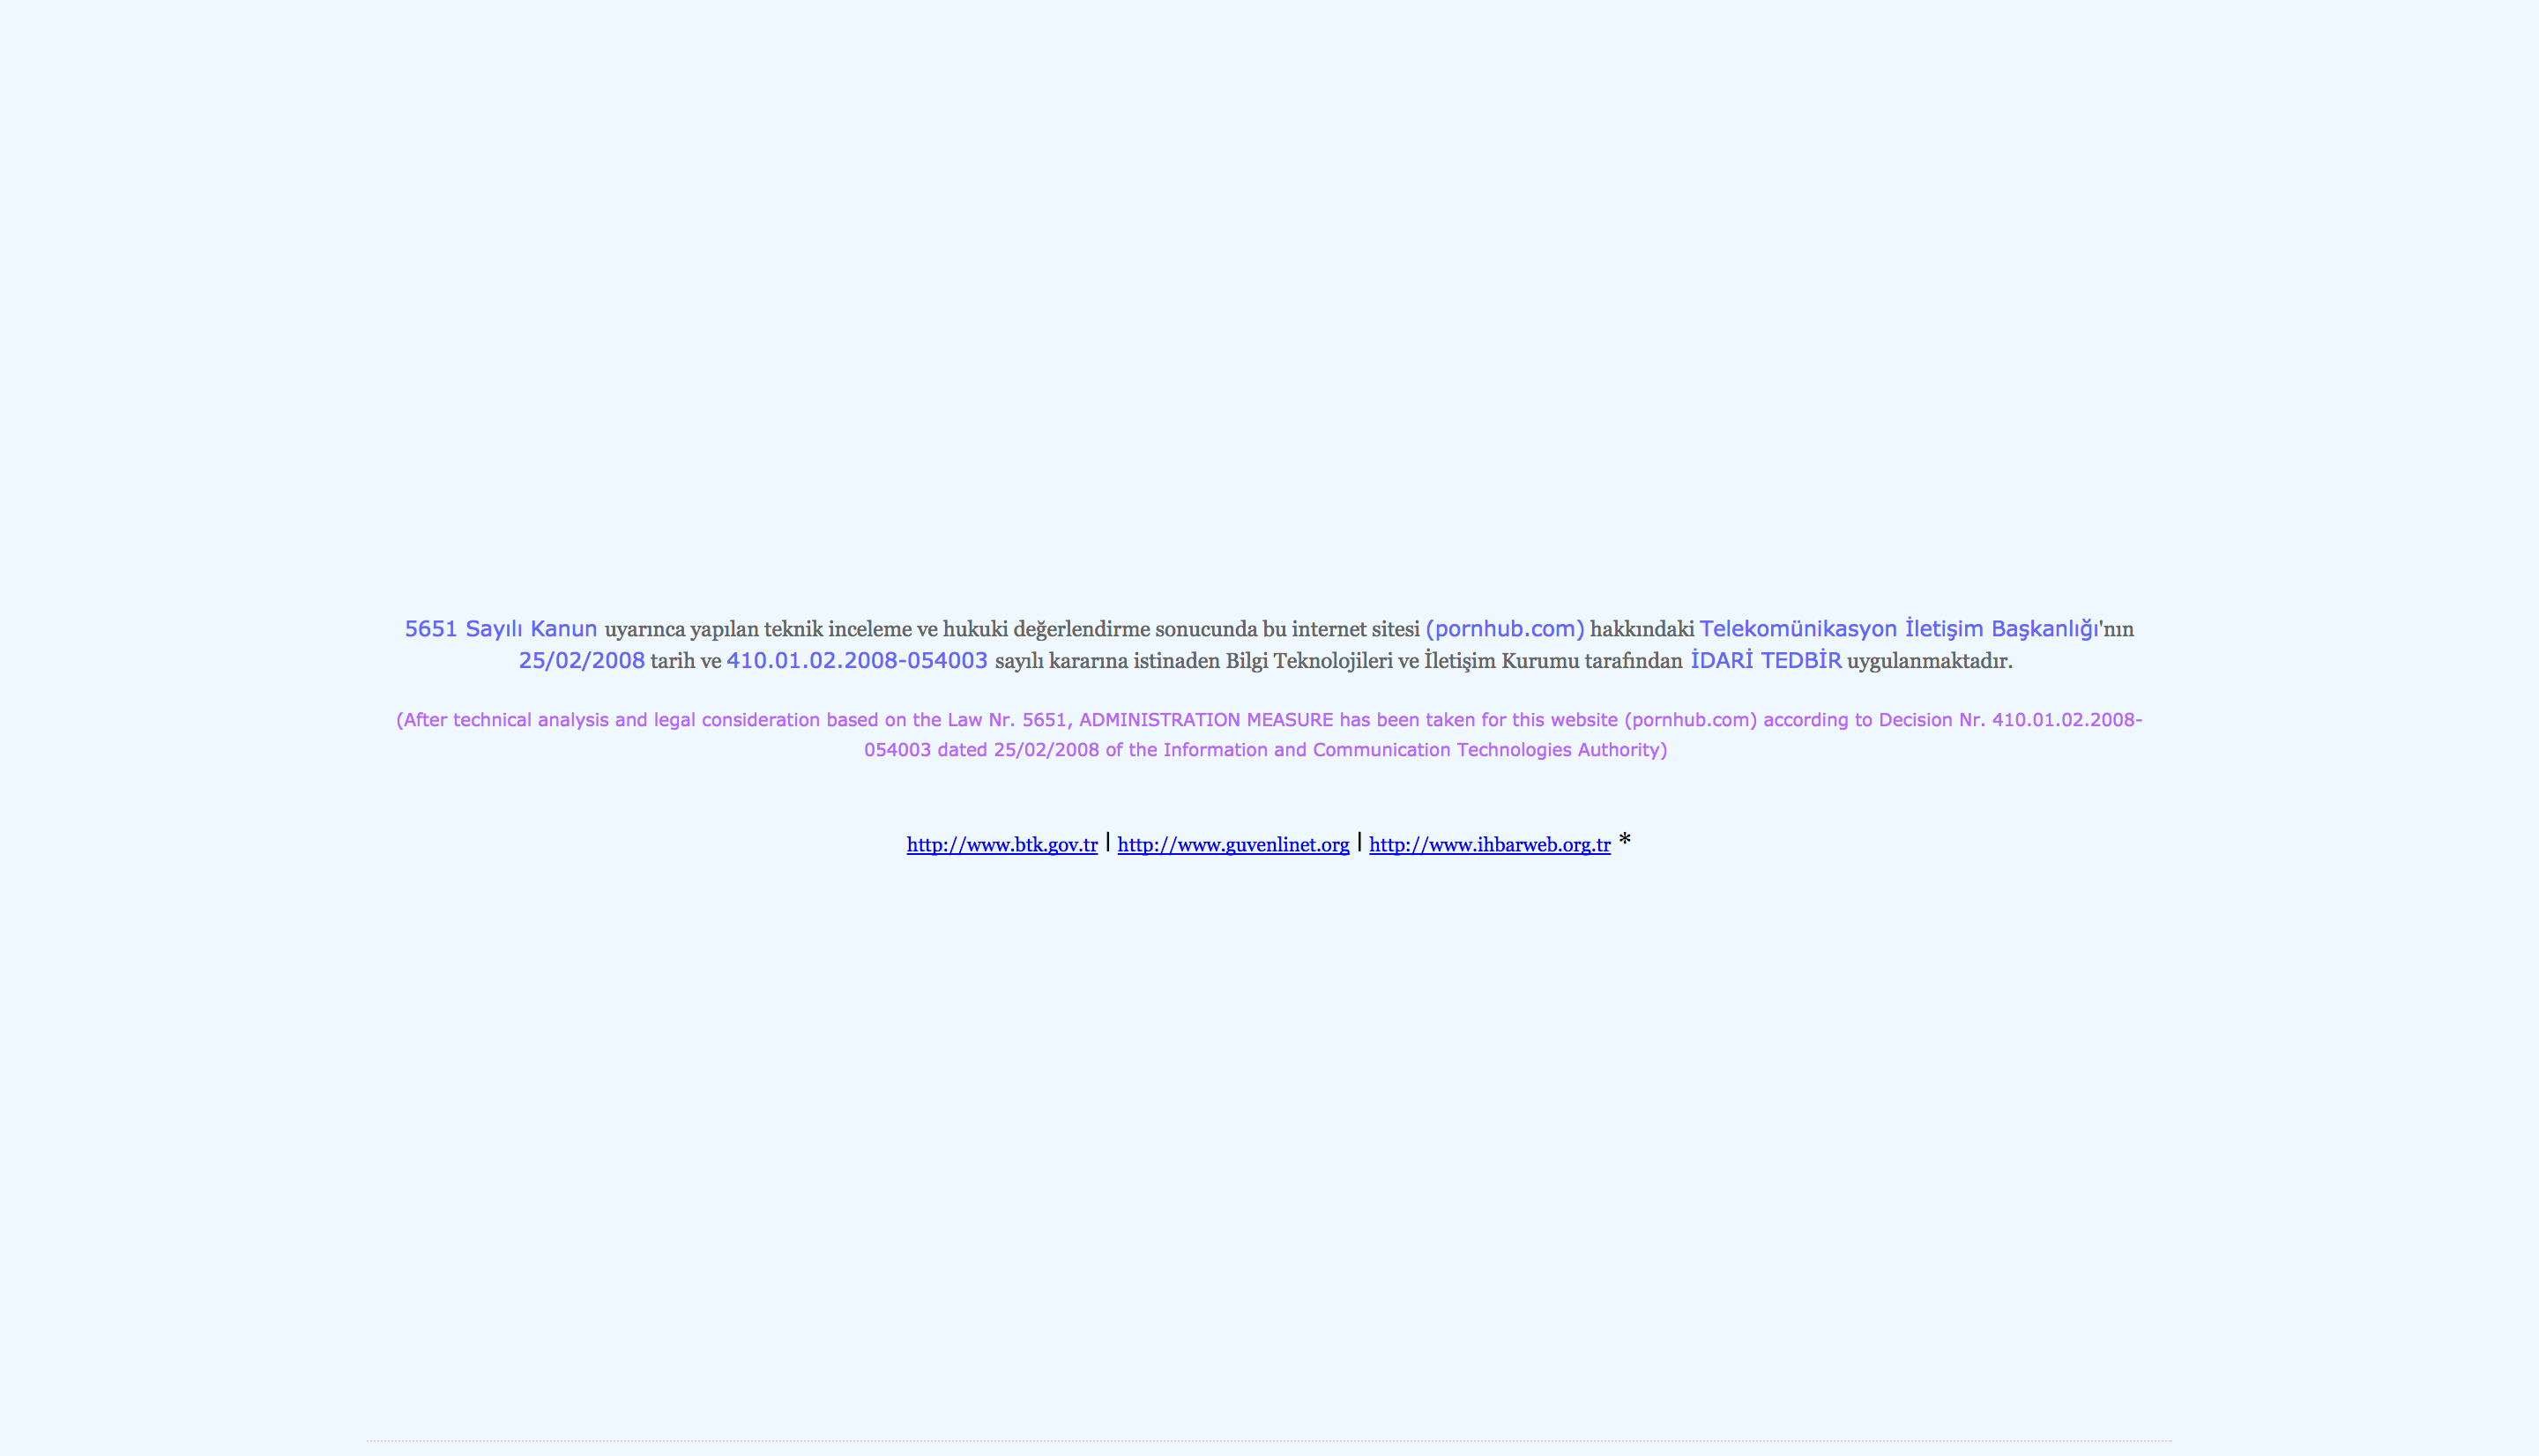 5651 Sayılı Kanun uyarınca yapılan teknik inceleme ve hukuki değerlendirme sonucunda bu internet sitesi (pornhub.com) hakkındaki Telekomünikasyon İletişim Başkanlığı'nın
25/02/2008 tarih ve 410.01.02.2008-054003 sayılı kararına istinaden Bilgi Teknolojileri ve İletişim Kurumu tarafından İDARİ TEDBİR uygulanmaktadır.
(After technical analysis and legal consideration based on the Law Nr. 5651, ADMINISTRATION MEASURE has been taken for this website (pornhub.com) according to Decision Nr. 410.01.02.2008-
054003 dated 25/02/2008 of the Information and Communication Technologies Authority)
http://www.btk.gov.tr | http://www.guvenlinet.org | http://www.ihbarweb.org.tr *